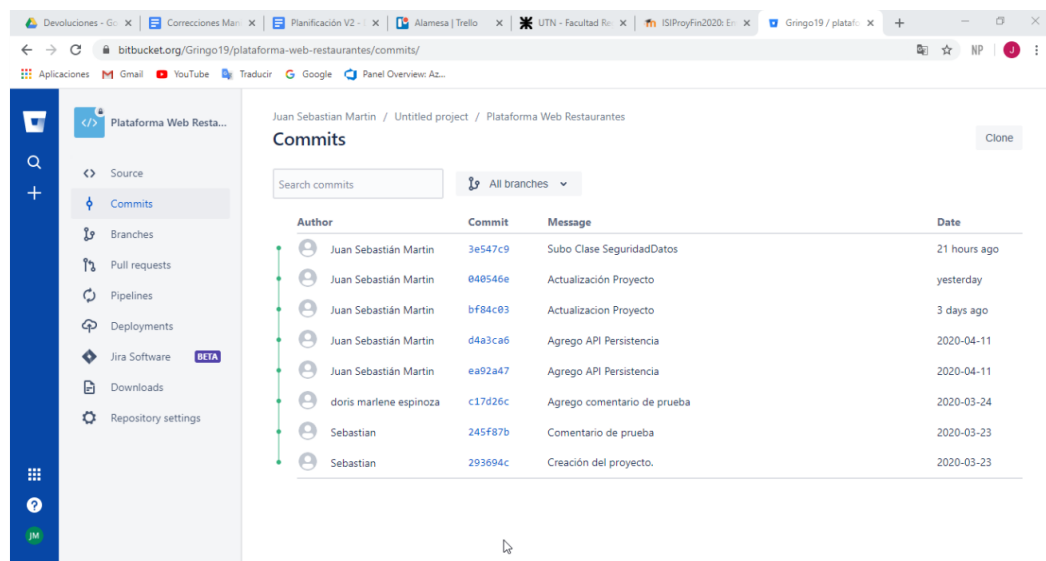 Devoluciones - Go
Correcciones Man
Planificación V2 -
Alamesa | Trello
UTN - Facultad Re
ISIProyFin2020: En
Gringo19 / platafo
bitbucket.org/Gringo19/plataforma-web-restaurantes/commits/
NP
J
Aplicaciones
Gmail
YouTube
Traducir
Google
Panel Overview: Az...
Plataforma Web Resta...
Source
Commits
Branches
Pull requests
Pipelines
Deployments
Jira Software BETA
Downloads
Repository settings
JM
Juan Sebastian Martin / Untitled project / Plataforma Web Restaurantes
Commits
Clone
Search commits
All branches
Author Commit Message Date
Juan Sebastián Martin 3e547c9 Subo Clase SeguridadDatos 21 hours ago
Juan Sebastián Martin 040546e Actualización Proyecto yesterday
Juan Sebastián Martin bf84c03 Actualizacion Proyecto 3 days ago
Juan Sebastián Martin d4a3ca6 Agrego API Persistencia 2020-04-11
Juan Sebastián Martin ea92a47 Agrego API Persistencia 2020-04-11
doris marlene espinoza c17d26c Agrego comentario de prueba 2020-03-24
Sebastian 245f87b Comentario de prueba 2020-03-23
Sebastian 293694c Creación del proyecto. 2020-03-23